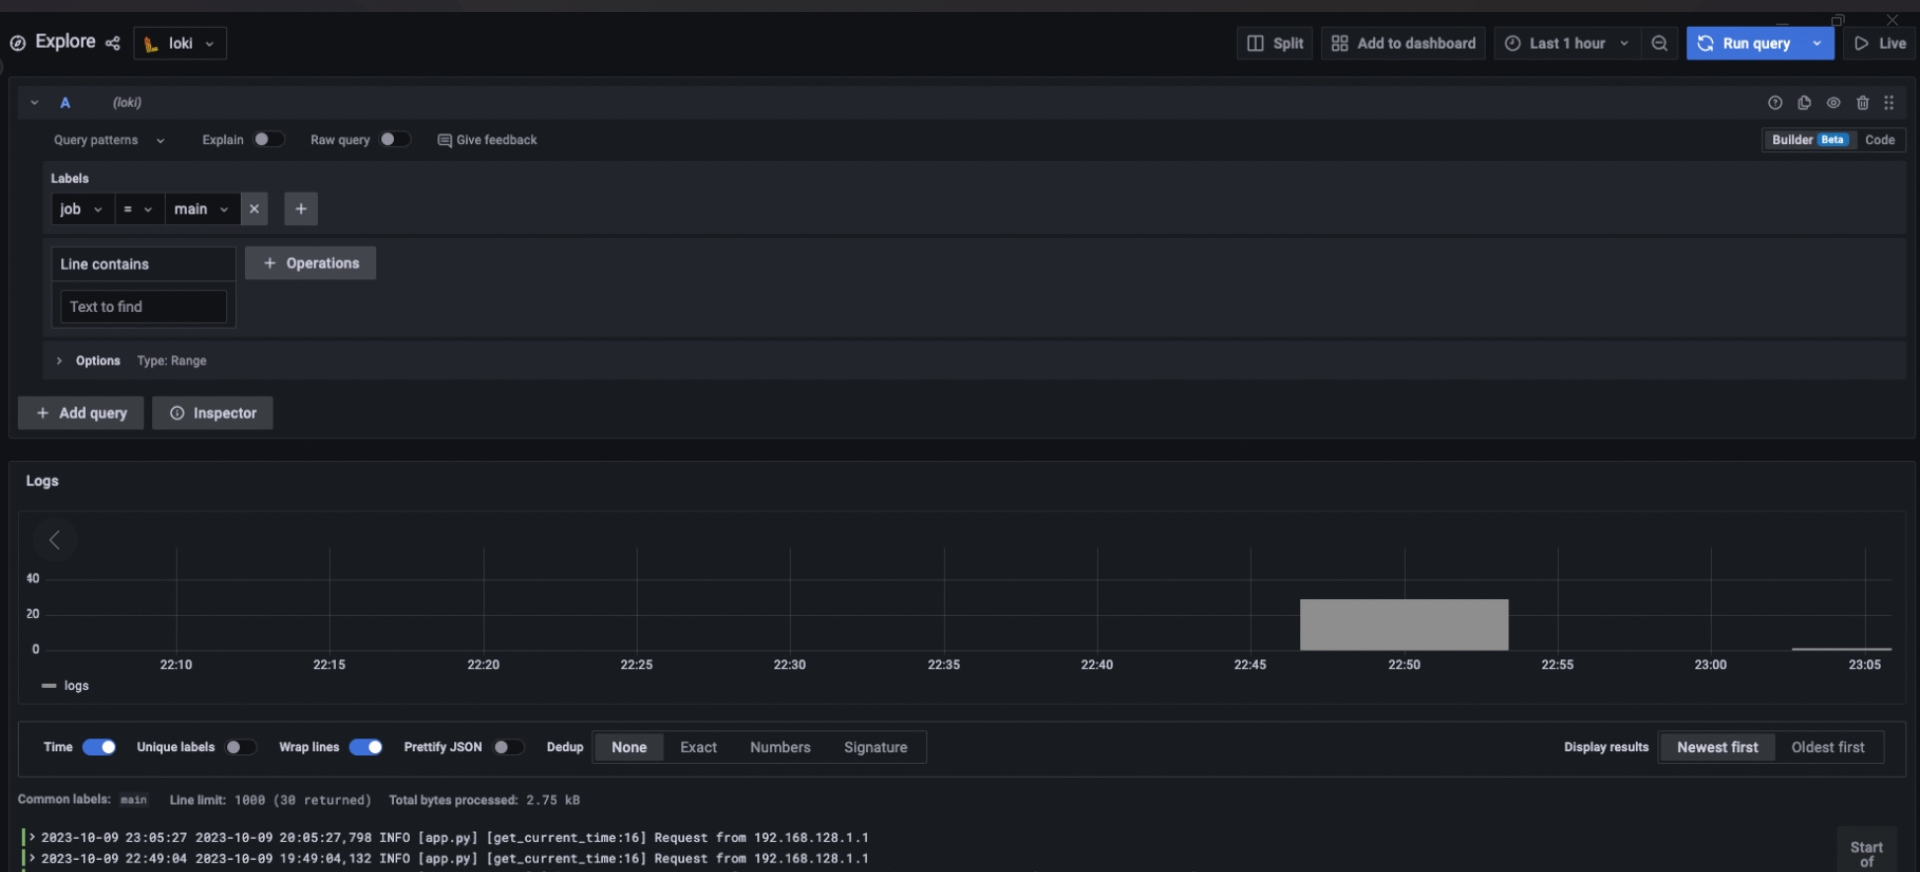 Explore loki Split Add to dashboard Last 1 hour Run query Live
A (loki)
Query patterns Explain Raw query Give feedback Builder Beta Code
Labels
job = main
Line contains + Operations
Text to find
Options Type: Range
+ Add query Inspector
Logs
40
20
0
22:10 22:15 22:20 22:25 22:30 22:35 22:40 22:45 22:50 22:55 23:00 23:05
logs
Time Unique labels Wrap lines Prettify JSON Dedup None Exact Numbers Signature Display results Newest first Oldest first
Common labels: main Line limit: 1000 (30 returned) Total bytes processed: 2.75 kB
> 2023-10-09 23:05:27 2023-10-09 20:05:27,798 INFO [app.py] [get_current_time:16] Request from 192.168.128.1.1
> 2023-10-09 22:49:04 2023-10-09 19:49:04,132 INFO [app.py] [get_current_time:16] Request from 192.168.128.1.1
Start
of